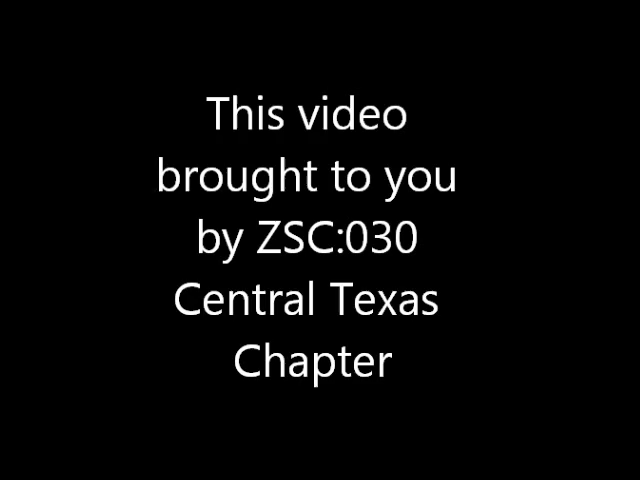 This video
brought to you
by ZSC:030
Central Texas
Chapter